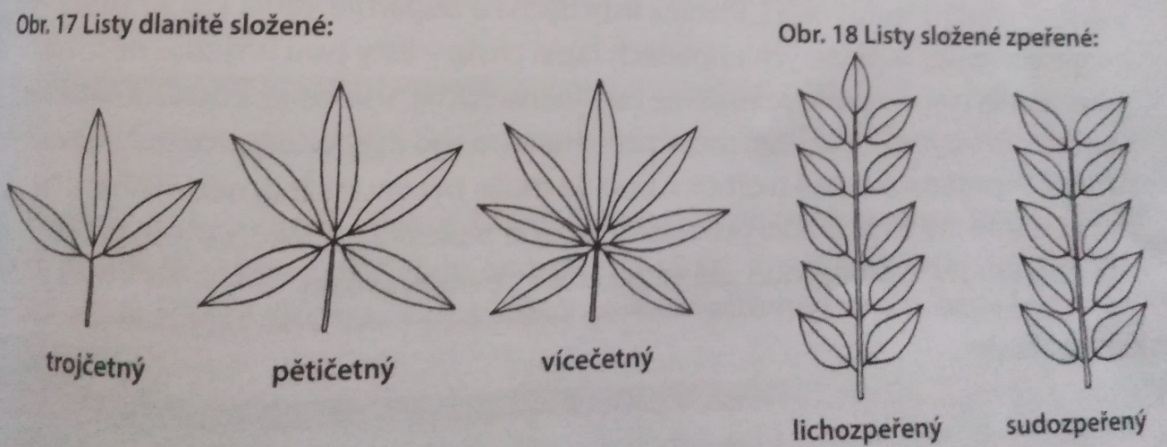 Obr. 17 Listy dlanitě složené:
trojčetný
pětičetný
vícečetný
Obr. 18 Listy složené zpeřené:
lichozpeřený
sudozpeřený